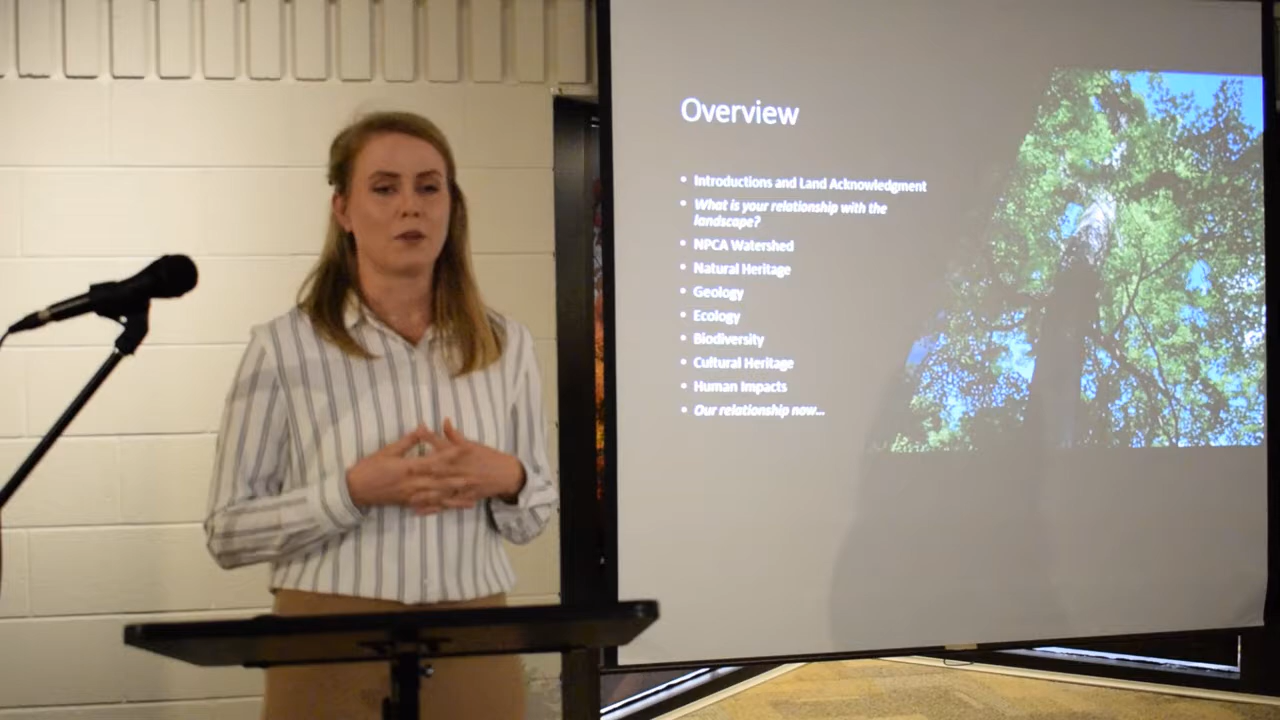 Overview
• Introductions and Land Acknowledgment
• What is your relationship with the
landscape?
• NPCA Watershed
• Natural Heritage
• Geology
• Ecology
• Biodiversity
• Cultural Heritage
• Human Impacts
• Our relationship now...